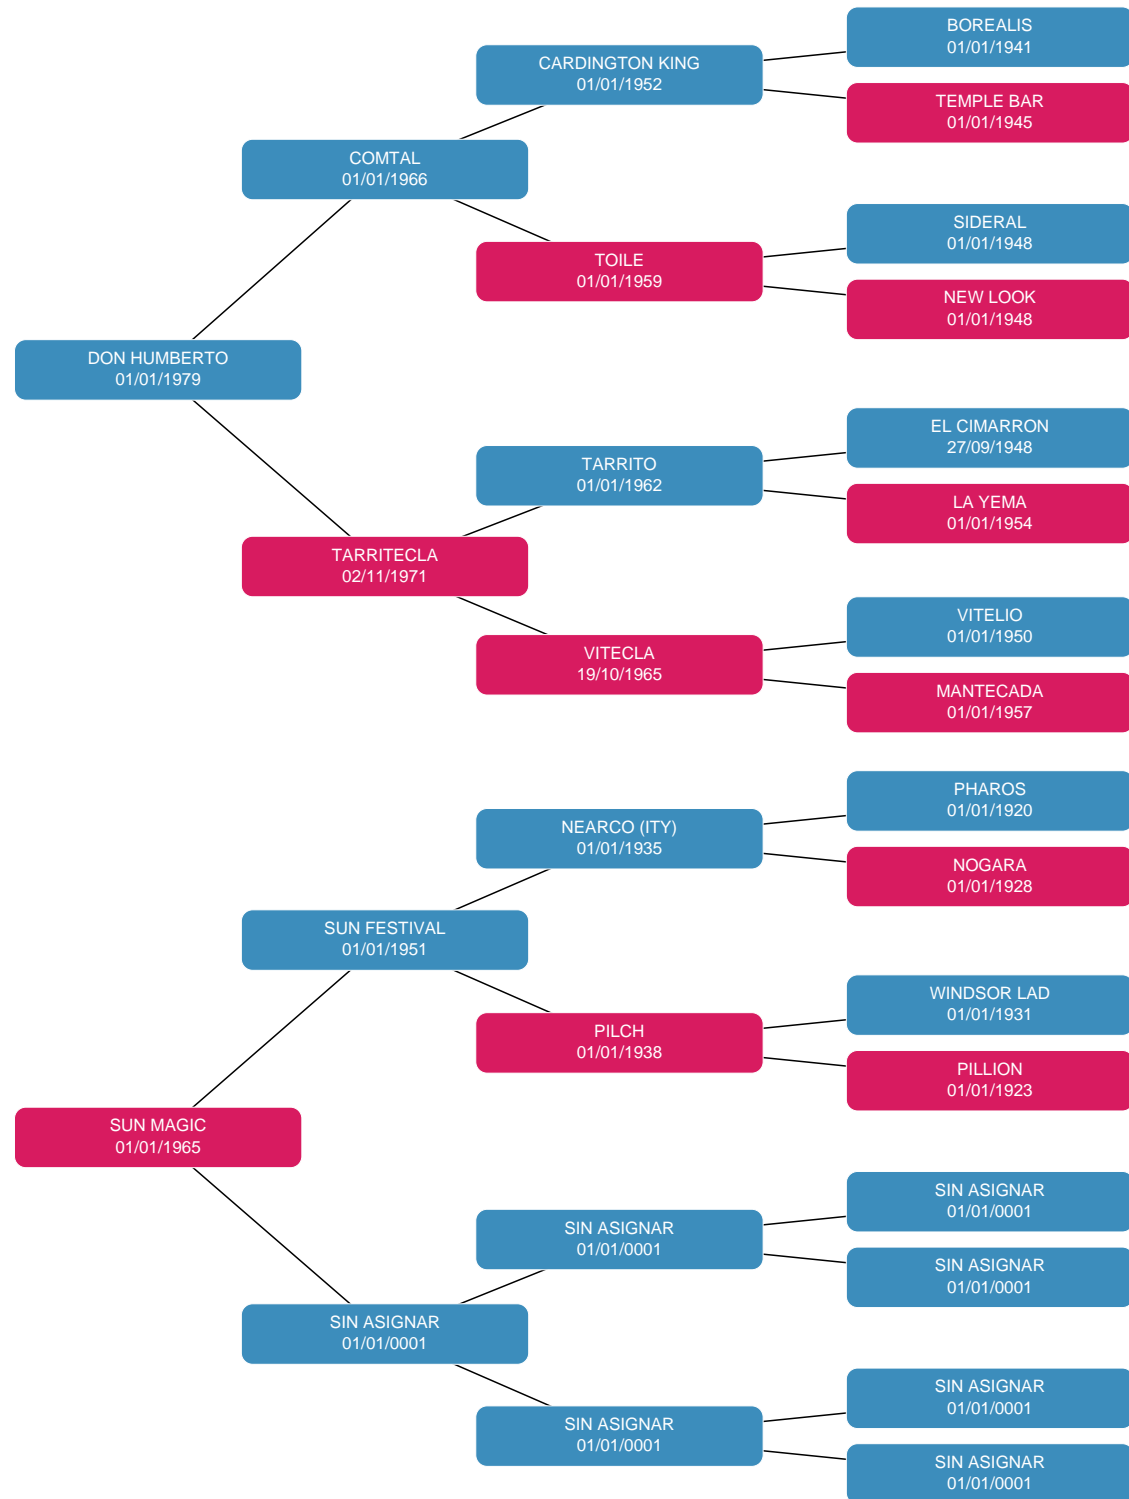 BOREALIS
01/01/1941
CARDINGTON KING
01/01/1952
TEMPLE BAR
01/01/1945
COMTAL
01/01/1966
SIDERAL
01/01/1948
TOILE
01/01/1959
NEW LOOK
01/01/1948
DON HUMBERTO
01/01/1979
EL CIMARRON
27/09/1948
TARRITO
01/01/1962
LA YEMA
01/01/1954
TARRITECLA
02/11/1971
VITELIO
01/01/1950
VITECLA
19/10/1965
MANTECADA
01/01/1957
PHAROS
01/01/1920
NEARCO (ITY)
01/01/1935
NOGARA
01/01/1928
SUN FESTIVAL
01/01/1951
WINDSOR LAD
01/01/1931
PILCH
01/01/1938
PILLION
01/01/1923
SUN MAGIC
01/01/1965
SIN ASIGNAR
01/01/0001
SIN ASIGNAR
01/01/0001
SIN ASIGNAR
01/01/0001
SIN ASIGNAR
01/01/0001
SIN ASIGNAR
01/01/0001
SIN ASIGNAR
01/01/0001
SIN ASIGNAR
01/01/0001